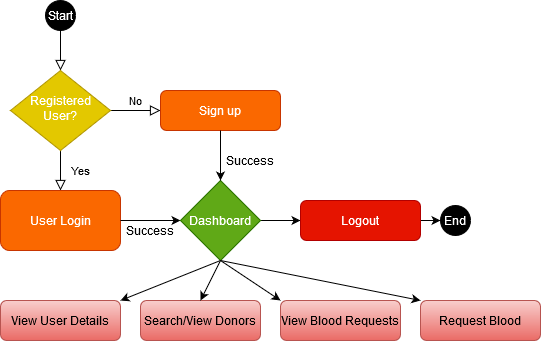 Start
Registered
User?
No
Sign up
Yes
Success
User Login
Success
Dashboard
Logout
End
View User Details
Search/View Donors
View Blood Requests
Request Blood